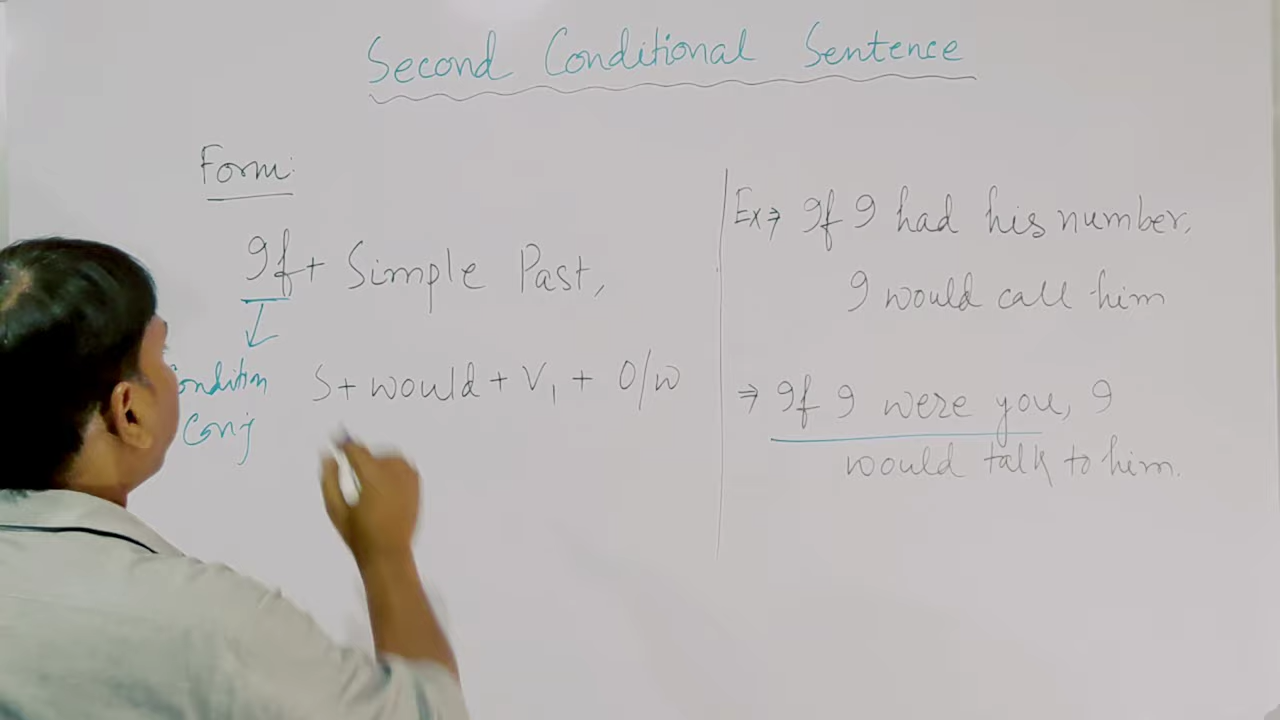 Second Conditional Sentence
Form:
If + Simple Past,
Condition
Conj
S + would + V₁ + O/w
Ex⇒ If I had his number,
I would call him
⇒ If I were you, I
would talk to him.